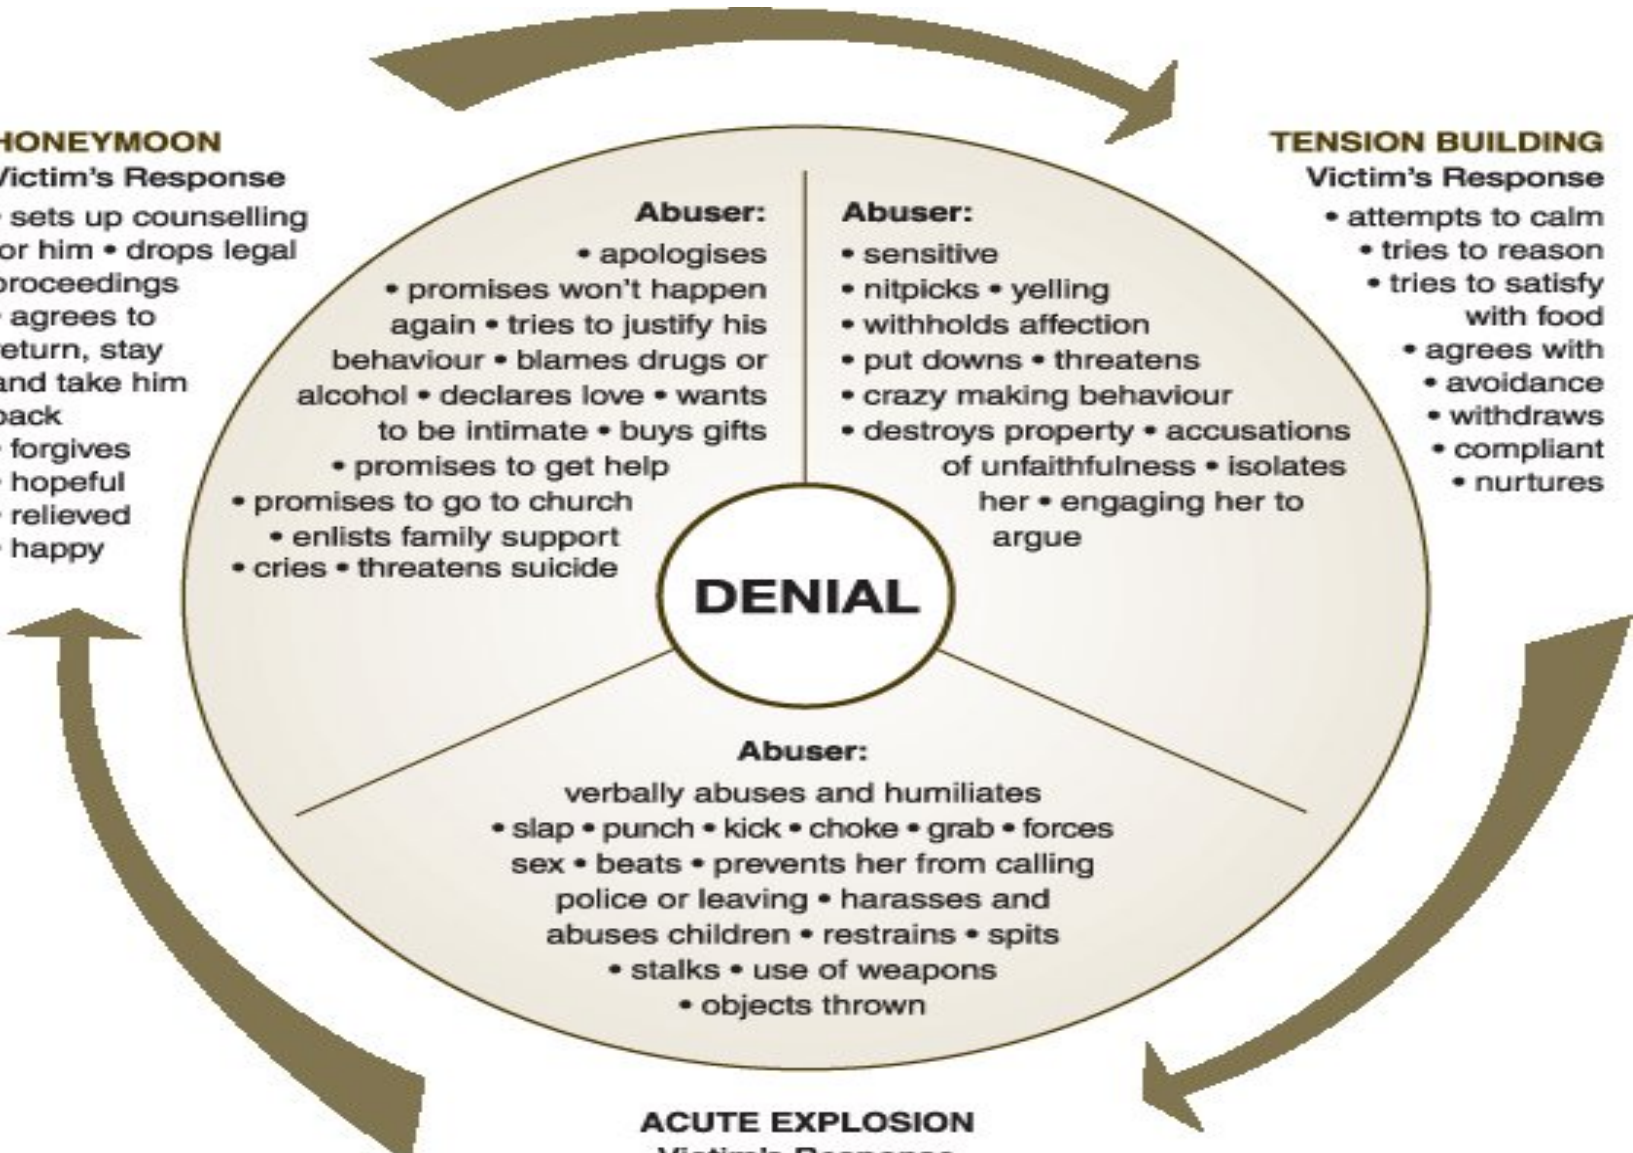 HONEYMOON
Victim's Response
• sets up counselling
for him • drops legal
proceedings
• agrees to
return, stay
and take him
back
• forgives
• hopeful
• relieved
• happy
Abuser:
• apologises
• promises won't happen
again • tries to justify his
behaviour • blames drugs or
alcohol • declares love • wants
to be intimate • buys gifts
• promises to get help
• promises to go to church
• enlists family support
• cries • threatens suicide
Abuser:
• sensitive
• nitpicks • yelling
• withholds affection
• put downs • threatens
• crazy making behaviour
• destroys property • accusations
of unfaithfulness • isolates
her • engaging her to
argue
TENSION BUILDING
Victim's Response
• attempts to calm
• tries to reason
• tries to satisfy
with food
• agrees with
• avoidance
• withdraws
• compliant
• nurtures
DENIAL
Abuser:
verbally abuses and humiliates
• slap • punch • kick • choke • grab • forces
sex • beats • prevents her from calling
police or leaving • harasses and
abuses children • restrains • spits
• stalks • use of weapons
• objects thrown
ACUTE EXPLOSION
Victim's Response